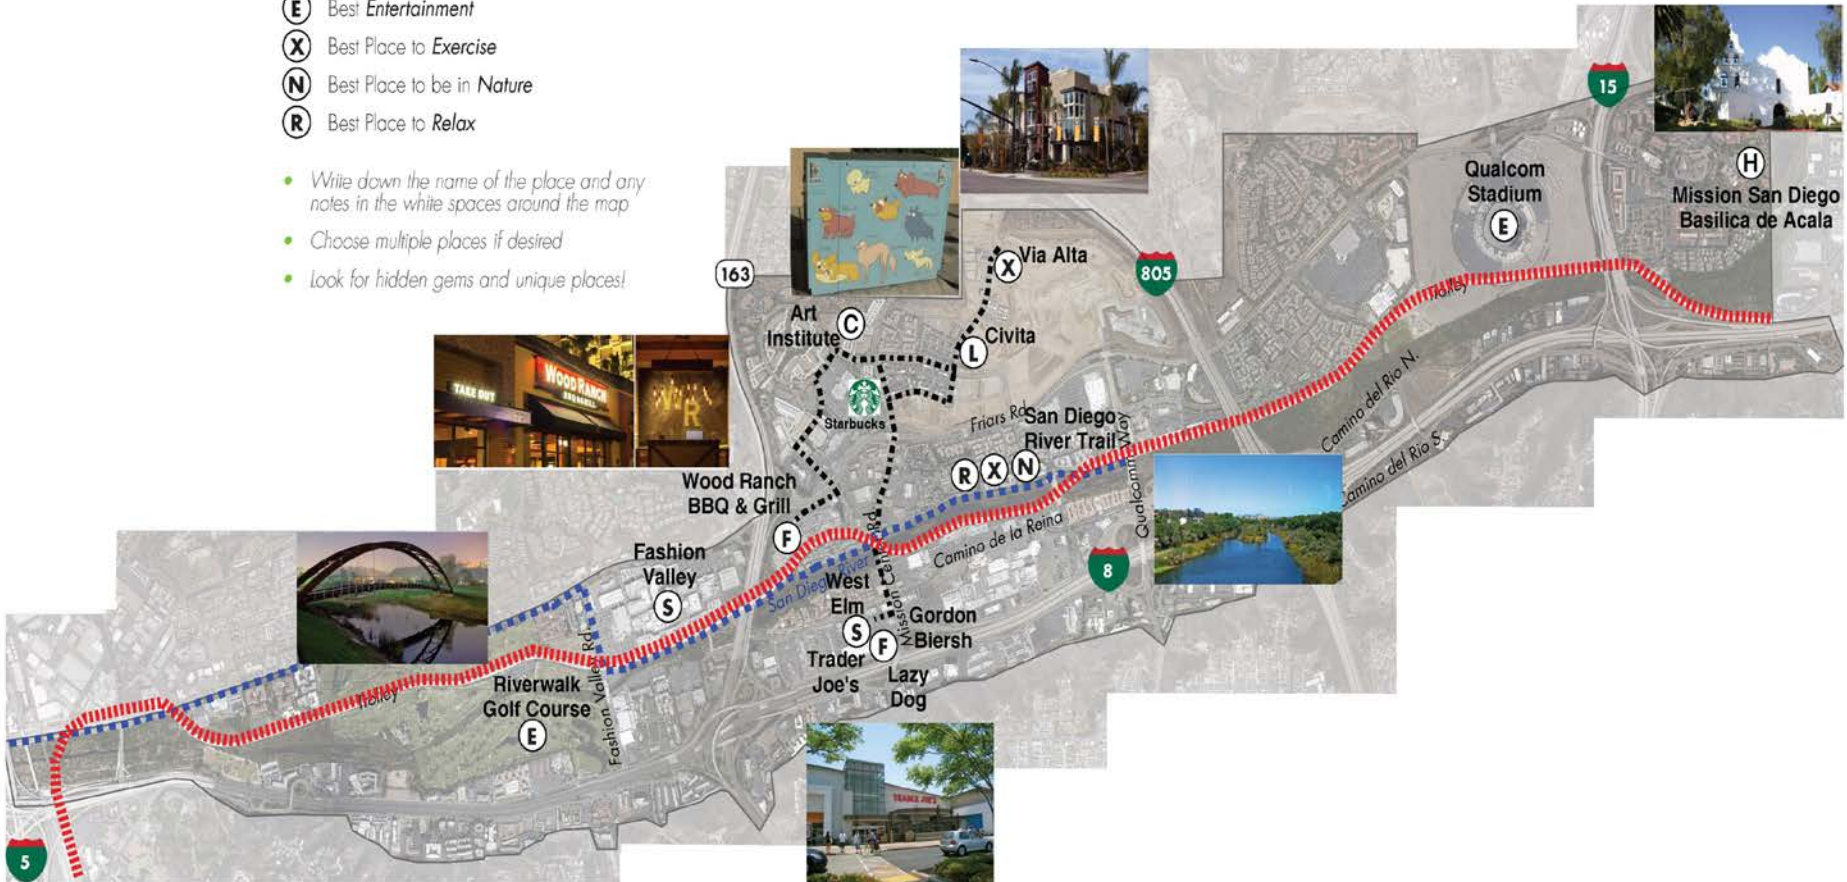 E Best Entertainment
X Best Place to Exercise
N Best Place to be in Nature
R Best Place to Relax
• Write down the name of the place and any
notes in the white spaces around the map
• Choose multiple places if desired
• Look for hidden gems and unique places!
15
H
Mission San Diego
Basilica de Acala
Qualcom
Stadium
E
163
805
X
Via Alta
Art
Institute
C
Civita
L
TAKE OUT
WOOD RANCH
BBQ & GRILL
W
R
Starbucks
Friars Rd.
San Diego
River Trail
R X N
Qualcomm Way
Trolley
Camino del Rio N.
Camino del Rio S.
Wood Ranch
BBQ & Grill
F
Fashion
Valley
S
San Diego River
Mission Center Rd.
Camino de la Reina
8
West
Elm
S
F
Gordon
Biersh
Trader
Joe's
Lazy
Dog
Fashion Valley Rd.
Trolley
Riverwalk
Golf Course
E
TRADER JOE'S
5